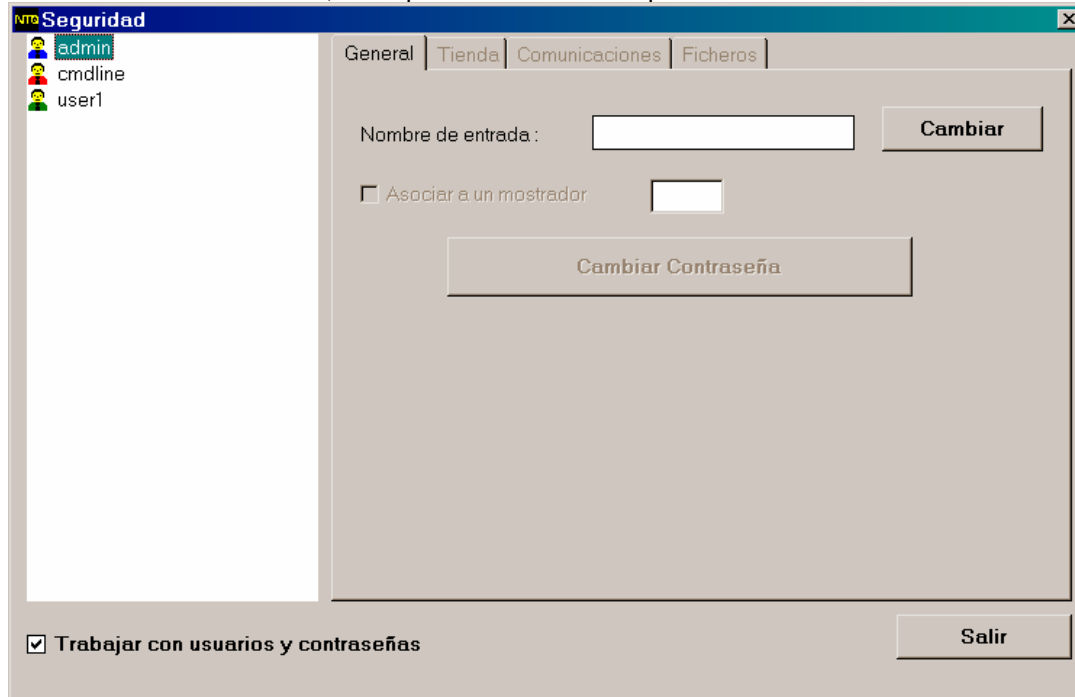 NTG Seguridad
admin
cmdline
user1
General Tienda Comunicaciones Ficheros
Nombre de entrada : Cambiar
Asociar a un mostrador
Cambiar Contraseña
Trabajar con usuarios y contraseñas Salir